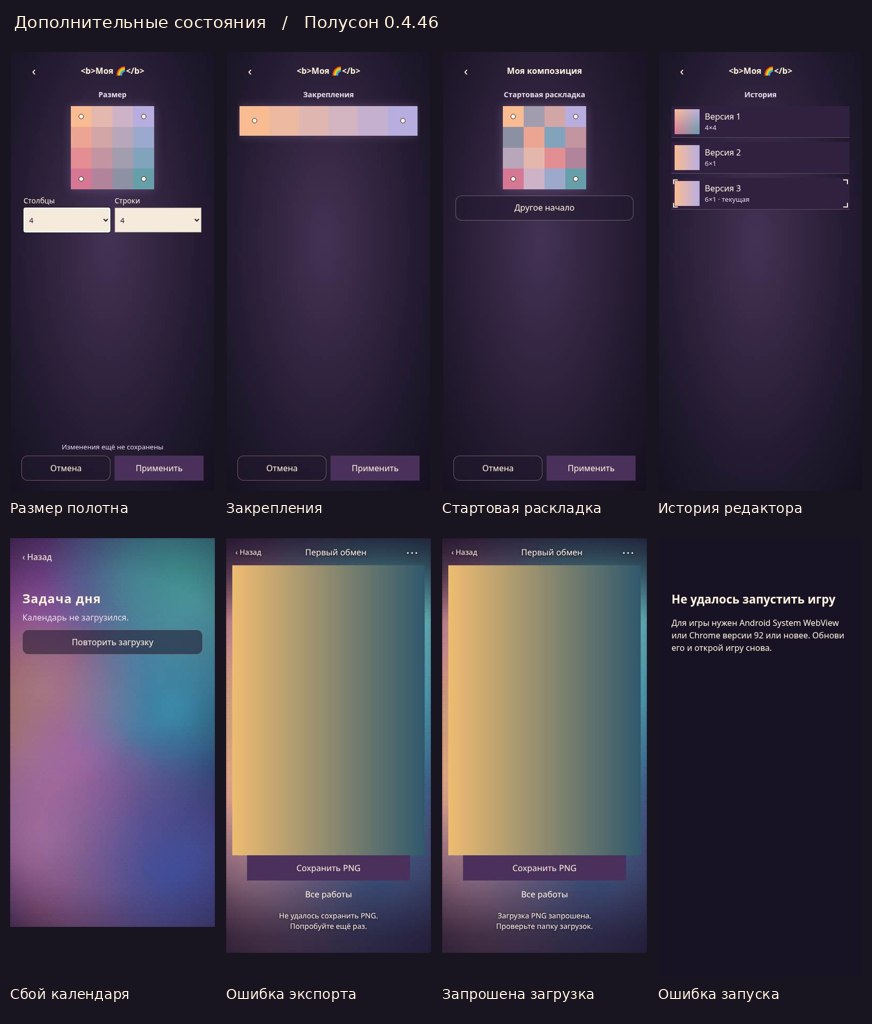 Дополнительные состояния / Полусон 0.4.46
‹ <b>Моя 🌈</b>
Размер
Столбцы Строки
4 4
Изменения ещё не сохранены
Отмена Применить
Размер полотна
‹ <b>Моя 🌈</b>
Закрепления
Отмена Применить
Закрепления
‹ Моя композиция
Стартовая раскладка
Другое начало
Отмена Применить
Стартовая раскладка
‹ <b>Моя 🌈</b>
История
Версия 1
4×4
Версия 2
6×1
Версия 3
6×1 · текущая
История редактора
‹ Назад
Задача дня
Календарь не загрузился.
Повторить загрузку
Сбой календаря
‹ Назад Первый обмен ...
Сохранить PNG
Все работы
Не удалось сохранить PNG.
Попробуйте ещё раз.
Ошибка экспорта
‹ Назад Первый обмен ...
Сохранить PNG
Все работы
Загрузка PNG запрошена.
Проверьте папку загрузок.
Запрошена загрузка
Не удалось запустить игру
Для игры нужен Android System WebView
или Chrome версии 92 или новее. Обнови
его и открой игру снова.
Ошибка запуска